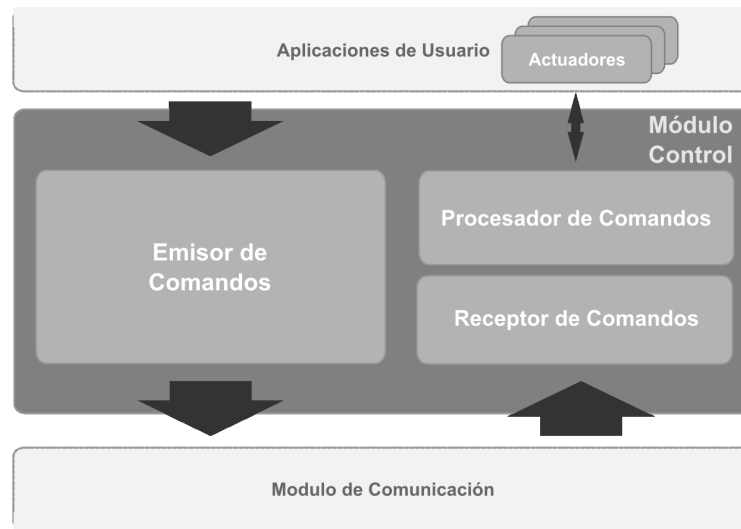 Aplicaciones de Usuario
Actuadores
Módulo
Control
Emisor de
Comandos
Procesador de Comandos
Receptor de Comandos
Modulo de Comunicación